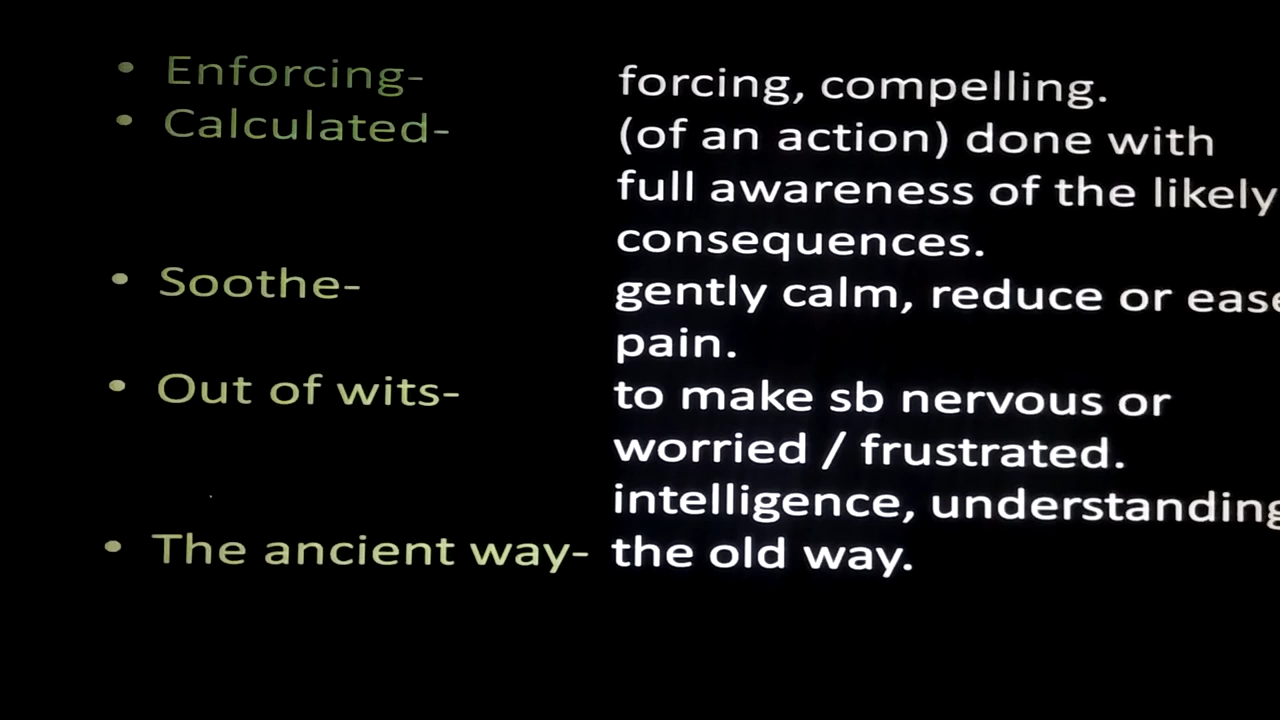 • Enforcing- forcing, compelling.
• Calculated- (of an action) done with
full awareness of the likely
consequences.
• Soothe- gently calm, reduce or ease
pain.
• Out of wits- to make sb nervous or
worried / frustrated.
intelligence, understanding
• The ancient way- the old way.